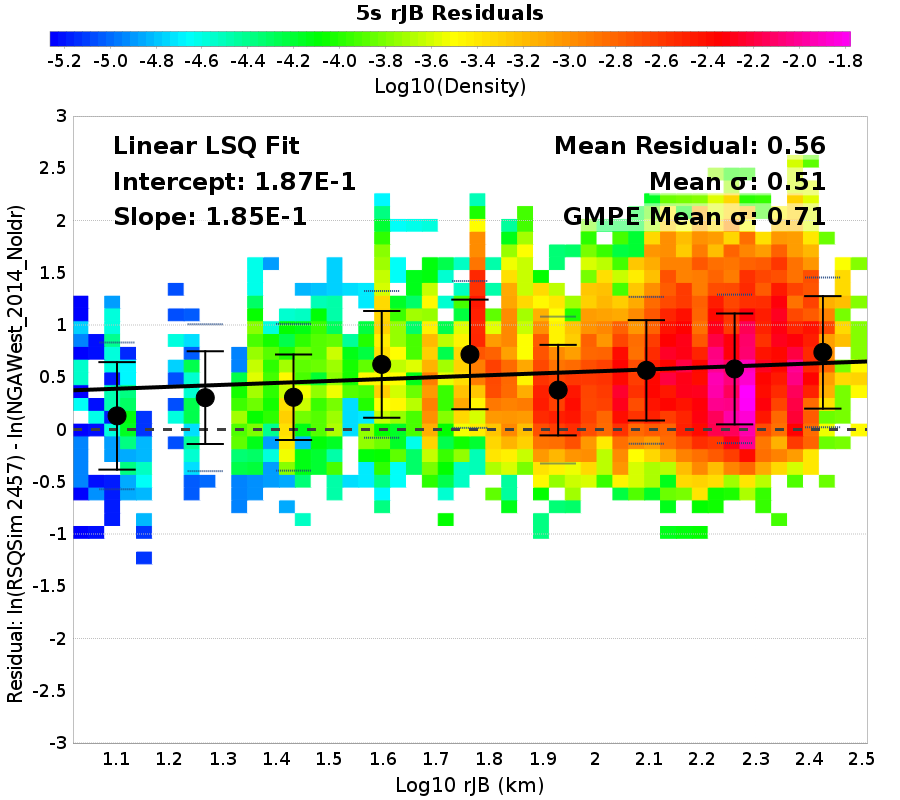 5s rJB Residuals
-5.2 -5.0 -4.8 -4.6 -4.4 -4.2 -4.0 -3.8 -3.6 -3.4 -3.2 -3.0 -2.8 -2.6 -2.4 -2.2 -2.0 -1.8
Log10(Density)
Linear LSQ Fit
Intercept: 1.87E-1
Slope: 1.85E-1
Mean Residual: 0.56
Mean σ: 0.51
GMPE Mean σ: 0.71
Residual: ln(RSQSim 2457) - ln(NGAWest_2014_NoIdr)
3
2.5
2
1.5
1
0.5
0
-0.5
-1
-1.5
-2
-2.5
-3
1.1 1.2 1.3 1.4 1.5 1.6 1.7 1.8 1.9 2 2.1 2.2 2.3 2.4 2.5
Log10 rJB (km)